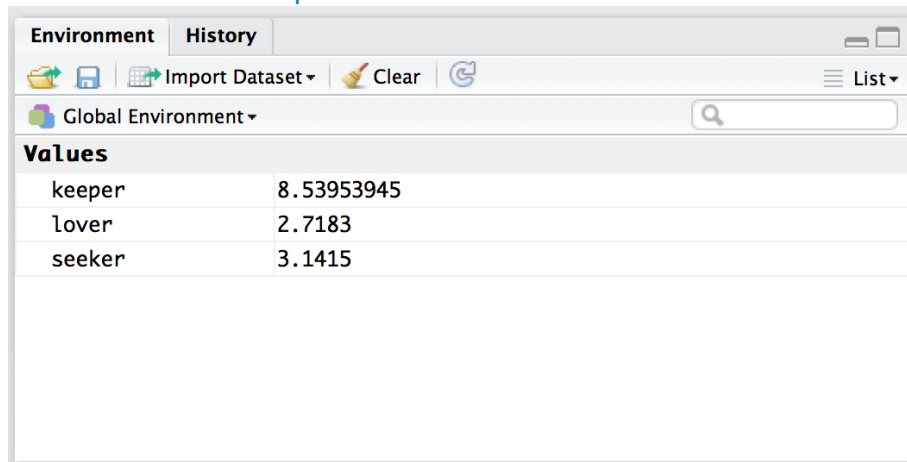 Environment History
Import Dataset Clear List
Global Environment
Values
keeper 8.53953945
lover 2.7183
seeker 3.1415